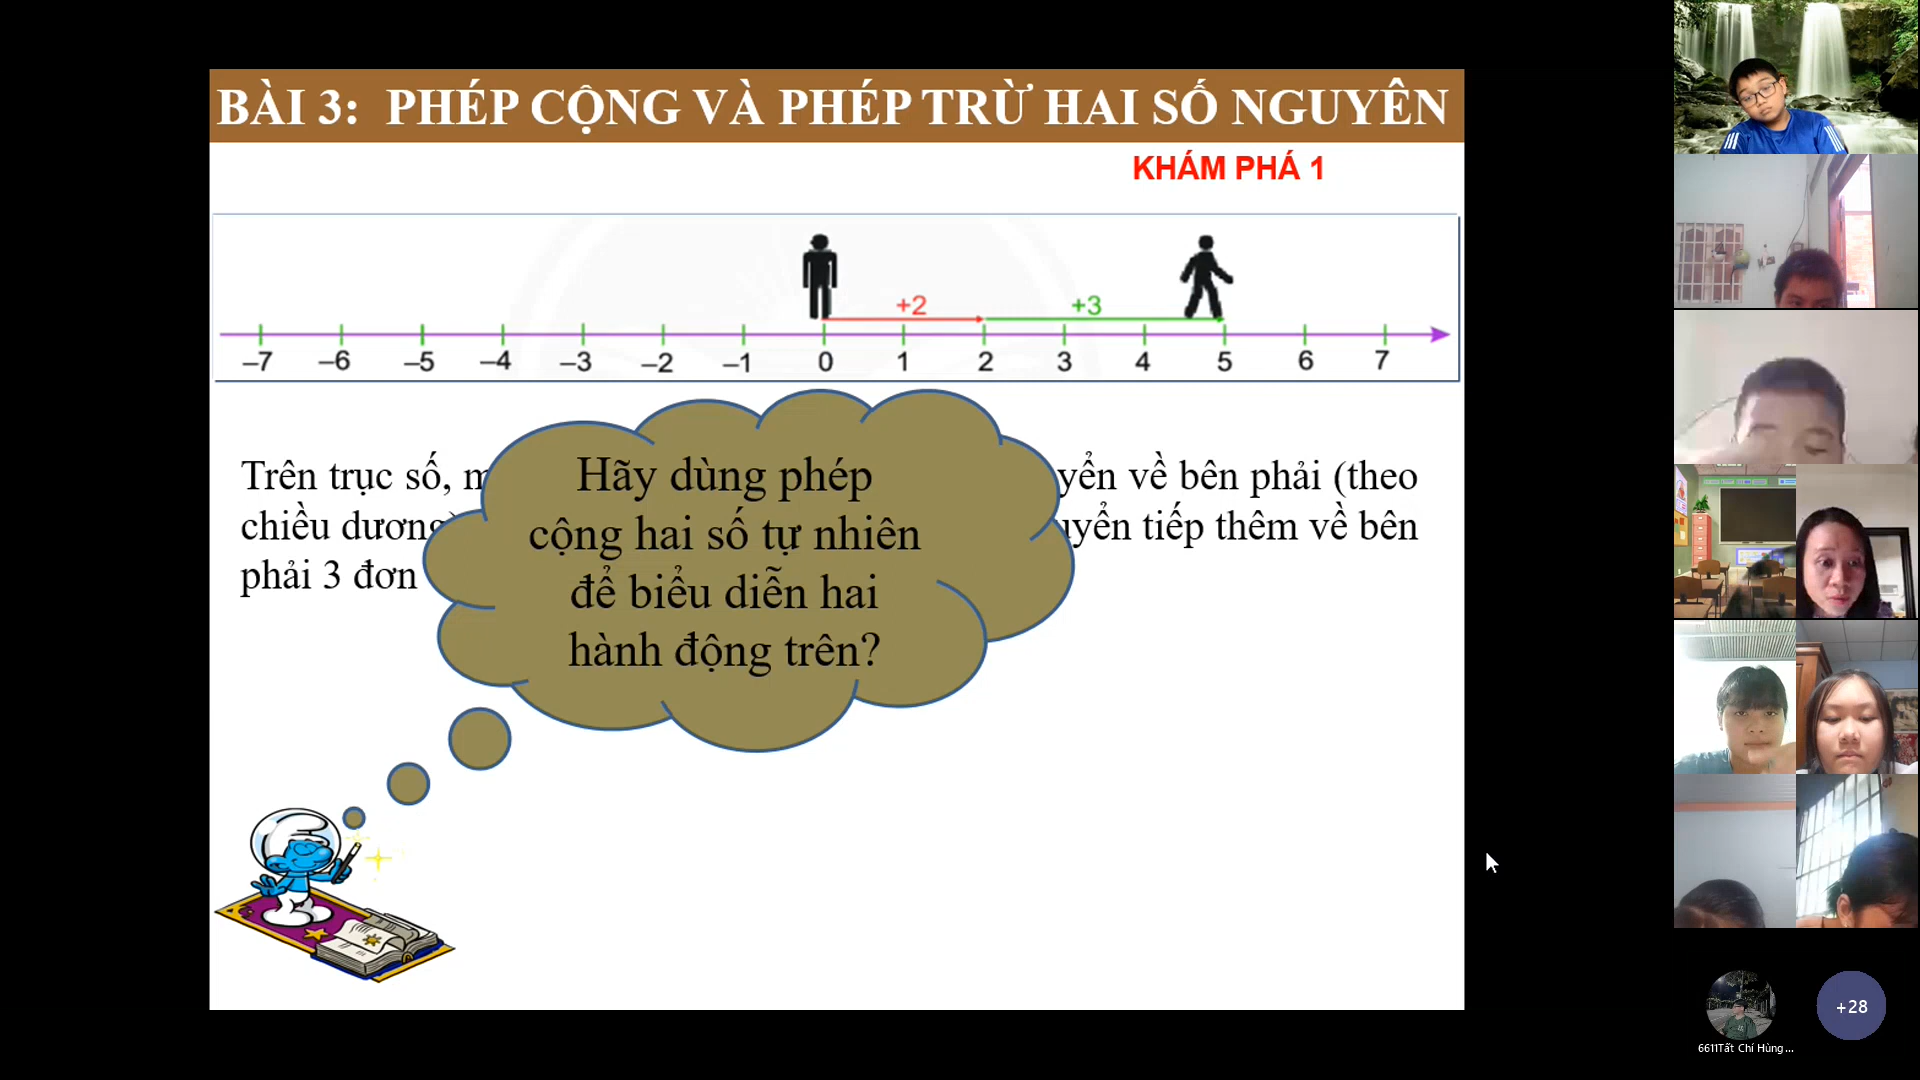 BÀI 3: PHÉP CỘNG VÀ PHÉP TRỪ HAI SỐ NGUYÊN
KHÁM PHÁ 1
+2 +3
–7 –6 –5 –4 –3 –2 –1 0 1 2 3 4 5 6 7
Trên trục số, yển về bên phải (theo
chiều dương) uyển tiếp thêm về bên
phải 3 đơn
Hãy dùng phép
cộng hai số tự nhiên
để biểu diễn hai
hành động trên?
+28
6611Tất Chí Hùng...